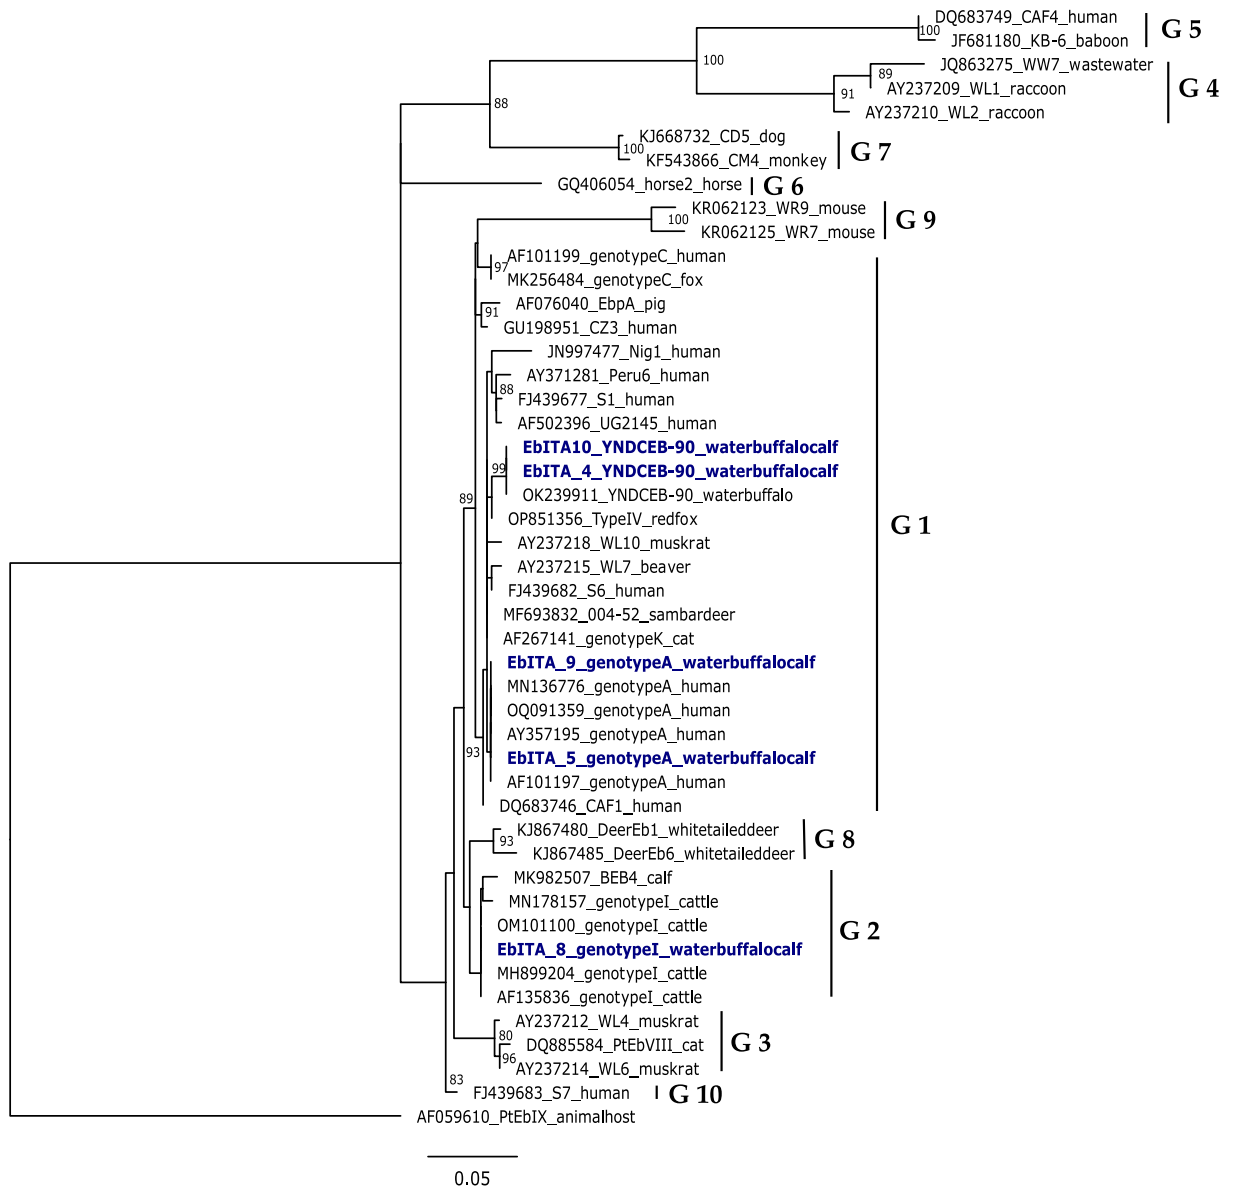 DQ683749_CAF4_human
100
JF681180_KB-6_baboon
G 5
JQ863275_WW7_wastewater
100
89
AY237209_WL1_raccoon
91
G 4
AY237210_WL2_raccoon
88
KJ668732_CD5_dog
100
KF543866_CM4_monkey
G 7
GQ406054_horse2_horse
G 6
KR062123_WR9_mouse
100
KR062125_WR7_mouse
G 9
AF101199_genotypeC_human
97
MK256484_genotypeC_fox
AF076040_EbpA_pig
91
GU198951_CZ3_human
JN997477_Nig1_human
AY371281_Peru6_human
88
FJ439677_S1_human
AF502396_UG2145_human
EbITA10_YNDCEB-90_waterbuffalocalf
99
EbITA_4_YNDCEB-90_waterbuffalocalf
89
OK239911_YNDCEB-90_waterbuffalo
OP851356_TypeIV_redfox
G 1
AY237218_WL10_muskrat
AY237215_WL7_beaver
FJ439682_S6_human
MF693832_004-52_sambardeer
AF267141_genotypeK_cat
EbITA_9_genotypeA_waterbuffalocalf
MN136776_genotypeA_human
OQ091359_genotypeA_human
AY357195_genotypeA_human
93
EbITA_5_genotypeA_waterbuffalocalf
AF101197_genotypeA_human
DQ683746_CAF1_human
KJ867480_DeerEb1_whitetaileddeer
93
KJ867485_DeerEb6_whitetaileddeer
G 8
MK982507_BEB4_calf
MN178157_genotypeI_cattle
OM101100_genotypeI_cattle
G 2
EbITA_8_genotypeI_waterbuffalocalf
MH899204_genotypeI_cattle
AF135836_genotypeI_cattle
AY237212_WL4_muskrat
80
DQ885584_PtEbVIII_cat
G 3
96
AY237214_WL6_muskrat
83
FJ439683_S7_human
G 10
AF059610_PtEbIX_animalhost
0.05